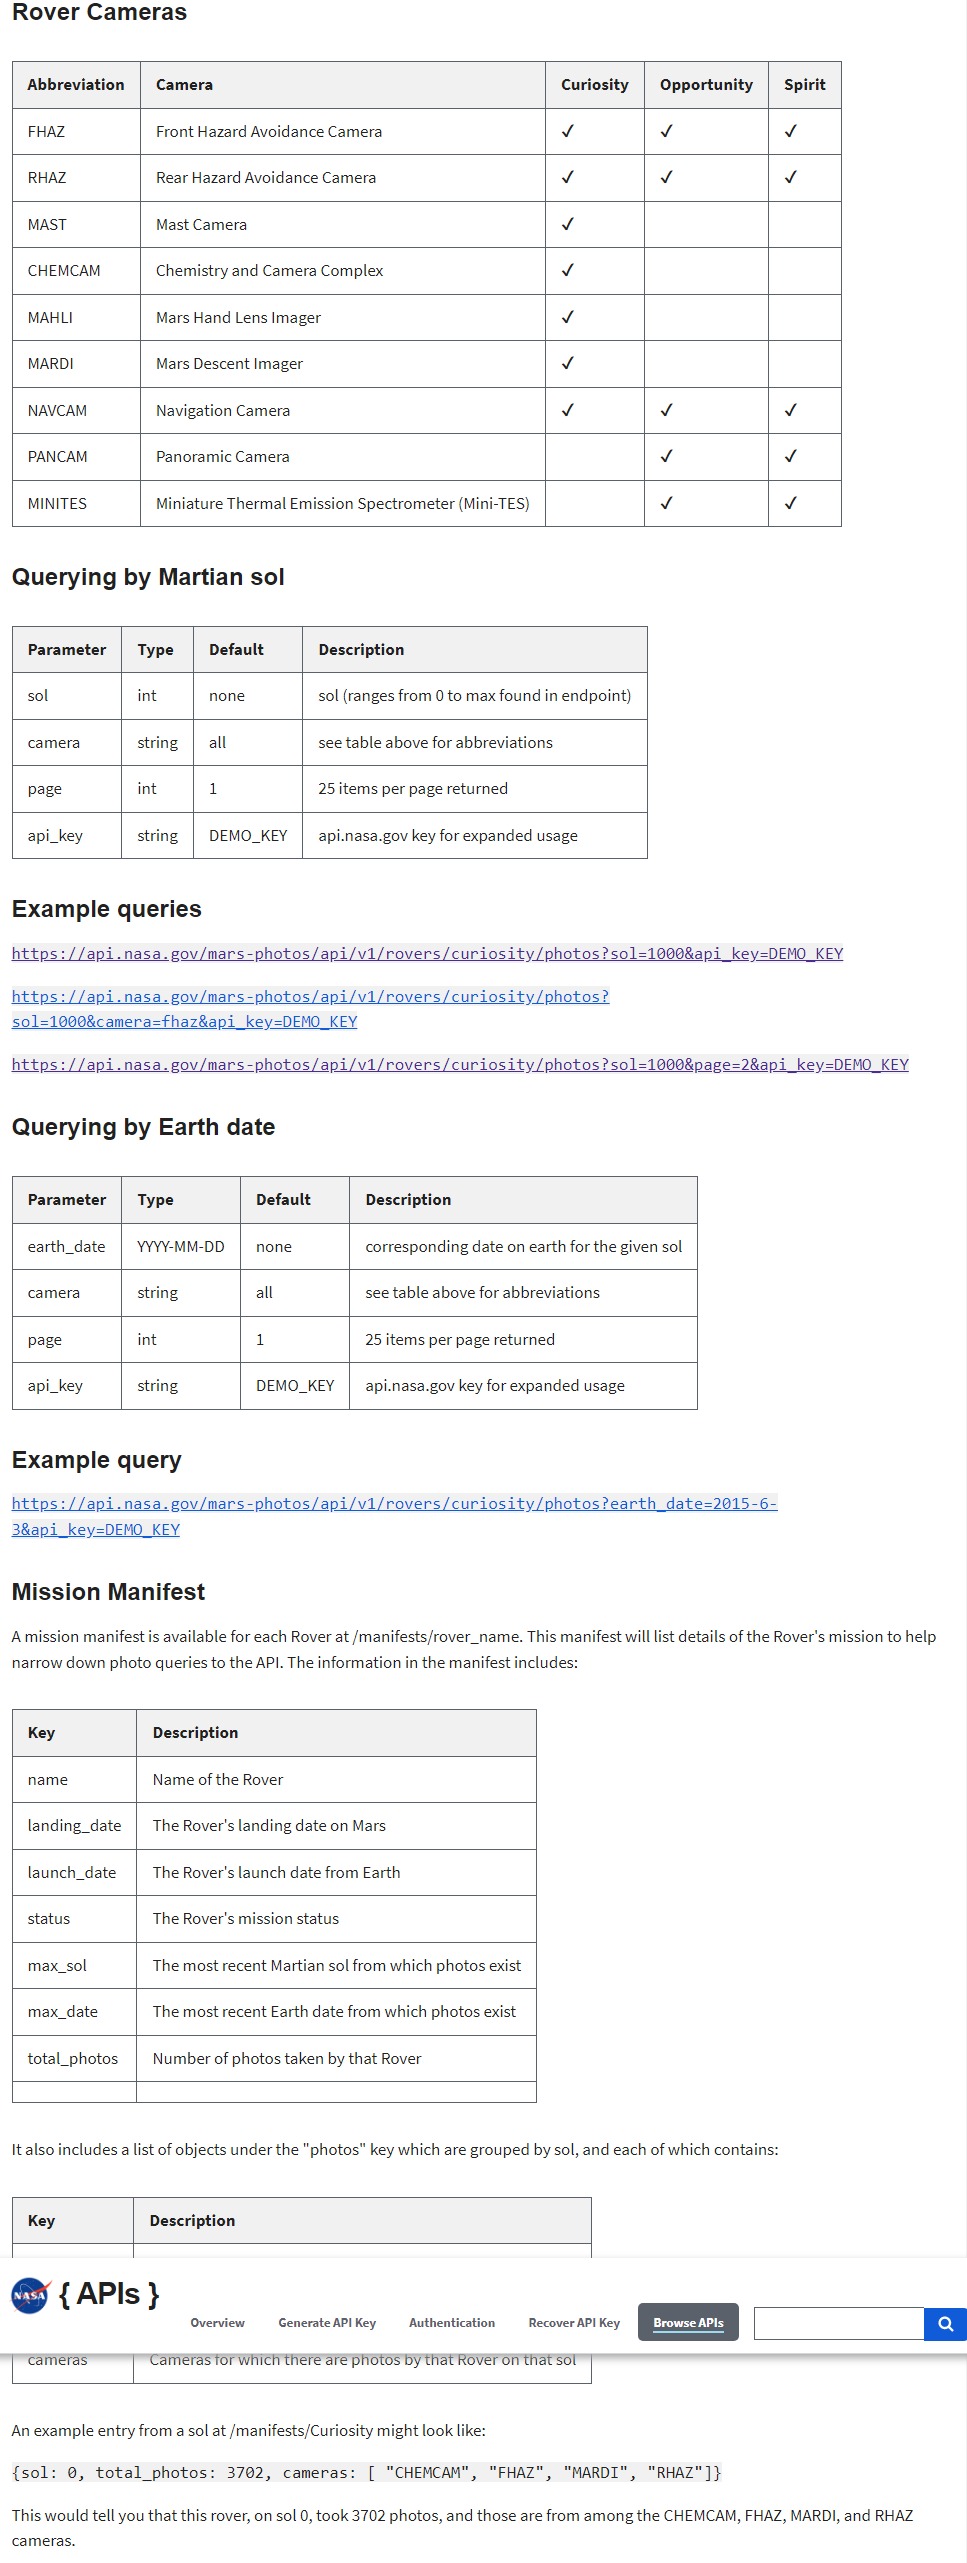 Rover Cameras
Abbreviation Camera Curiosity Opportunity Spirit
FHAZ Front Hazard Avoidance Camera ✓ ✓ ✓
RHAZ Rear Hazard Avoidance Camera ✓ ✓ ✓
MAST Mast Camera ✓
CHEMCAM Chemistry and Camera Complex ✓
MAHLI Mars Hand Lens Imager ✓
MARDI Mars Descent Imager ✓
NAVCAM Navigation Camera ✓ ✓ ✓
PANCAM Panoramic Camera ✓ ✓
MINITES Miniature Thermal Emission Spectrometer (Mini-TES) ✓ ✓
Querying by Martian sol
Parameter Type Default Description
sol int none sol (ranges from 0 to max found in endpoint)
camera string all see table above for abbreviations
page int 1 25 items per page returned
api_key string DEMO_KEY api.nasa.gov key for expanded usage
Example queries
https://api.nasa.gov/mars-photos/api/v1/rovers/curiosity/photos?sol=1000&api_key=DEMO_KEY
https://api.nasa.gov/mars-photos/api/v1/rovers/curiosity/photos?
sol=1000&camera=fhaz&api_key=DEMO_KEY
https://api.nasa.gov/mars-photos/api/v1/rovers/curiosity/photos?sol=1000&page=2&api_key=DEMO_KEY
Querying by Earth date
Parameter Type Default Description
earth_date YYYY-MM-DD none corresponding date on earth for the given sol
camera string all see table above for abbreviations
page int 1 25 items per page returned
api_key string DEMO_KEY api.nasa.gov key for expanded usage
Example query
https://api.nasa.gov/mars-photos/api/v1/rovers/curiosity/photos?earth_date=2015-6-
3&api_key=DEMO_KEY
Mission Manifest
A mission manifest is available for each Rover at /manifests/rover_name. This manifest will list details of the Rover's mission to help
narrow down photo queries to the API. The information in the manifest includes:
Key Description
name Name of the Rover
landing_date The Rover's landing date on Mars
launch_date The Rover's launch date from Earth
status The Rover's mission status
max_sol The most recent Martian sol from which photos exist
max_date The most recent Earth date from which photos exist
total_photos Number of photos taken by that Rover
It also includes a list of objects under the "photos" key which are grouped by sol, and each of which contains:
Key Description
NASA { APIs }
Overview Generate API Key Authentication Recover API Key Browse APIs
cameras Cameras for which there are photos by that Rover on that sol
An example entry from a sol at /manifests/Curiosity might look like:
{sol: 0, total_photos: 3702, cameras: [ "CHEMCAM", "FHAZ", "MARDI", "RHAZ"]}
This would tell you that this rover, on sol 0, took 3702 photos, and those are from among the CHEMCAM, FHAZ, MARDI, and RHAZ
cameras.